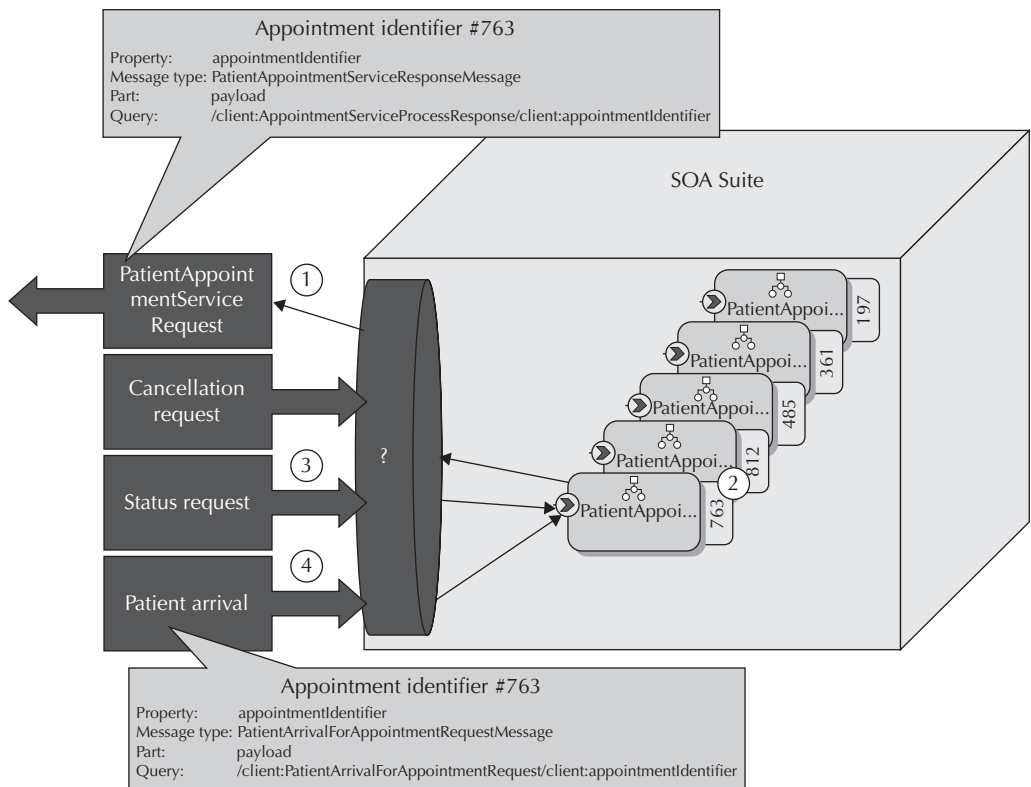 Appointment identifier #763
Property: appointmentIdentifier
Message type: PatientAppointmentServiceResponseMessage
Part: payload
Query: /client:AppointmentServiceProcessResponse/client:appointmentIdentifier
SOA Suite
PatientAppoin
tmentService
Request
1
Cancellation
request
Status request
3
Patient arrival
4
?
PatientAppoi...
197
PatientAppoi...
361
PatientAppoi...
485
PatientAppoi...
812
2
PatientAppoi...
763
Appointment identifier #763
Property: appointmentIdentifier
Message type: PatientArrivalForAppointmentRequestMessage
Part: payload
Query: /client:PatientArrivalForAppointmentRequest/client:appointmentIdentifier